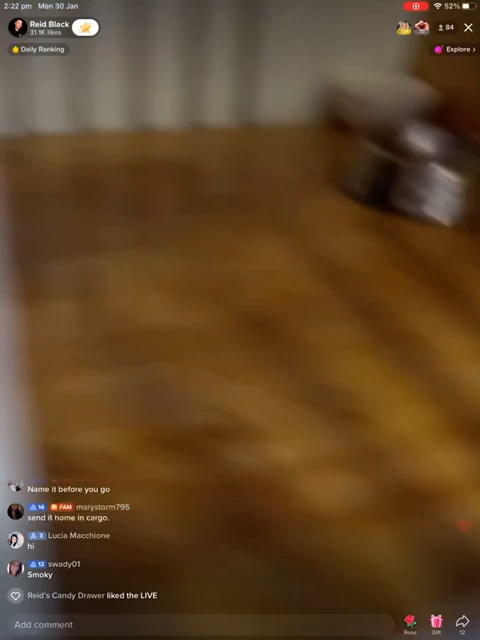 2:22 pm Mon 30 Jan
52%
Reid Black
31.1K likes
84
Daily Ranking
Explore >
Name it before you go
16 FAM marystorm795
send it home in cargo.
3 Lucia Macchione
hi
12 swady01
Smoky
Reid's Candy Drawer liked the LIVE
Add comment
Rose
Gift
12